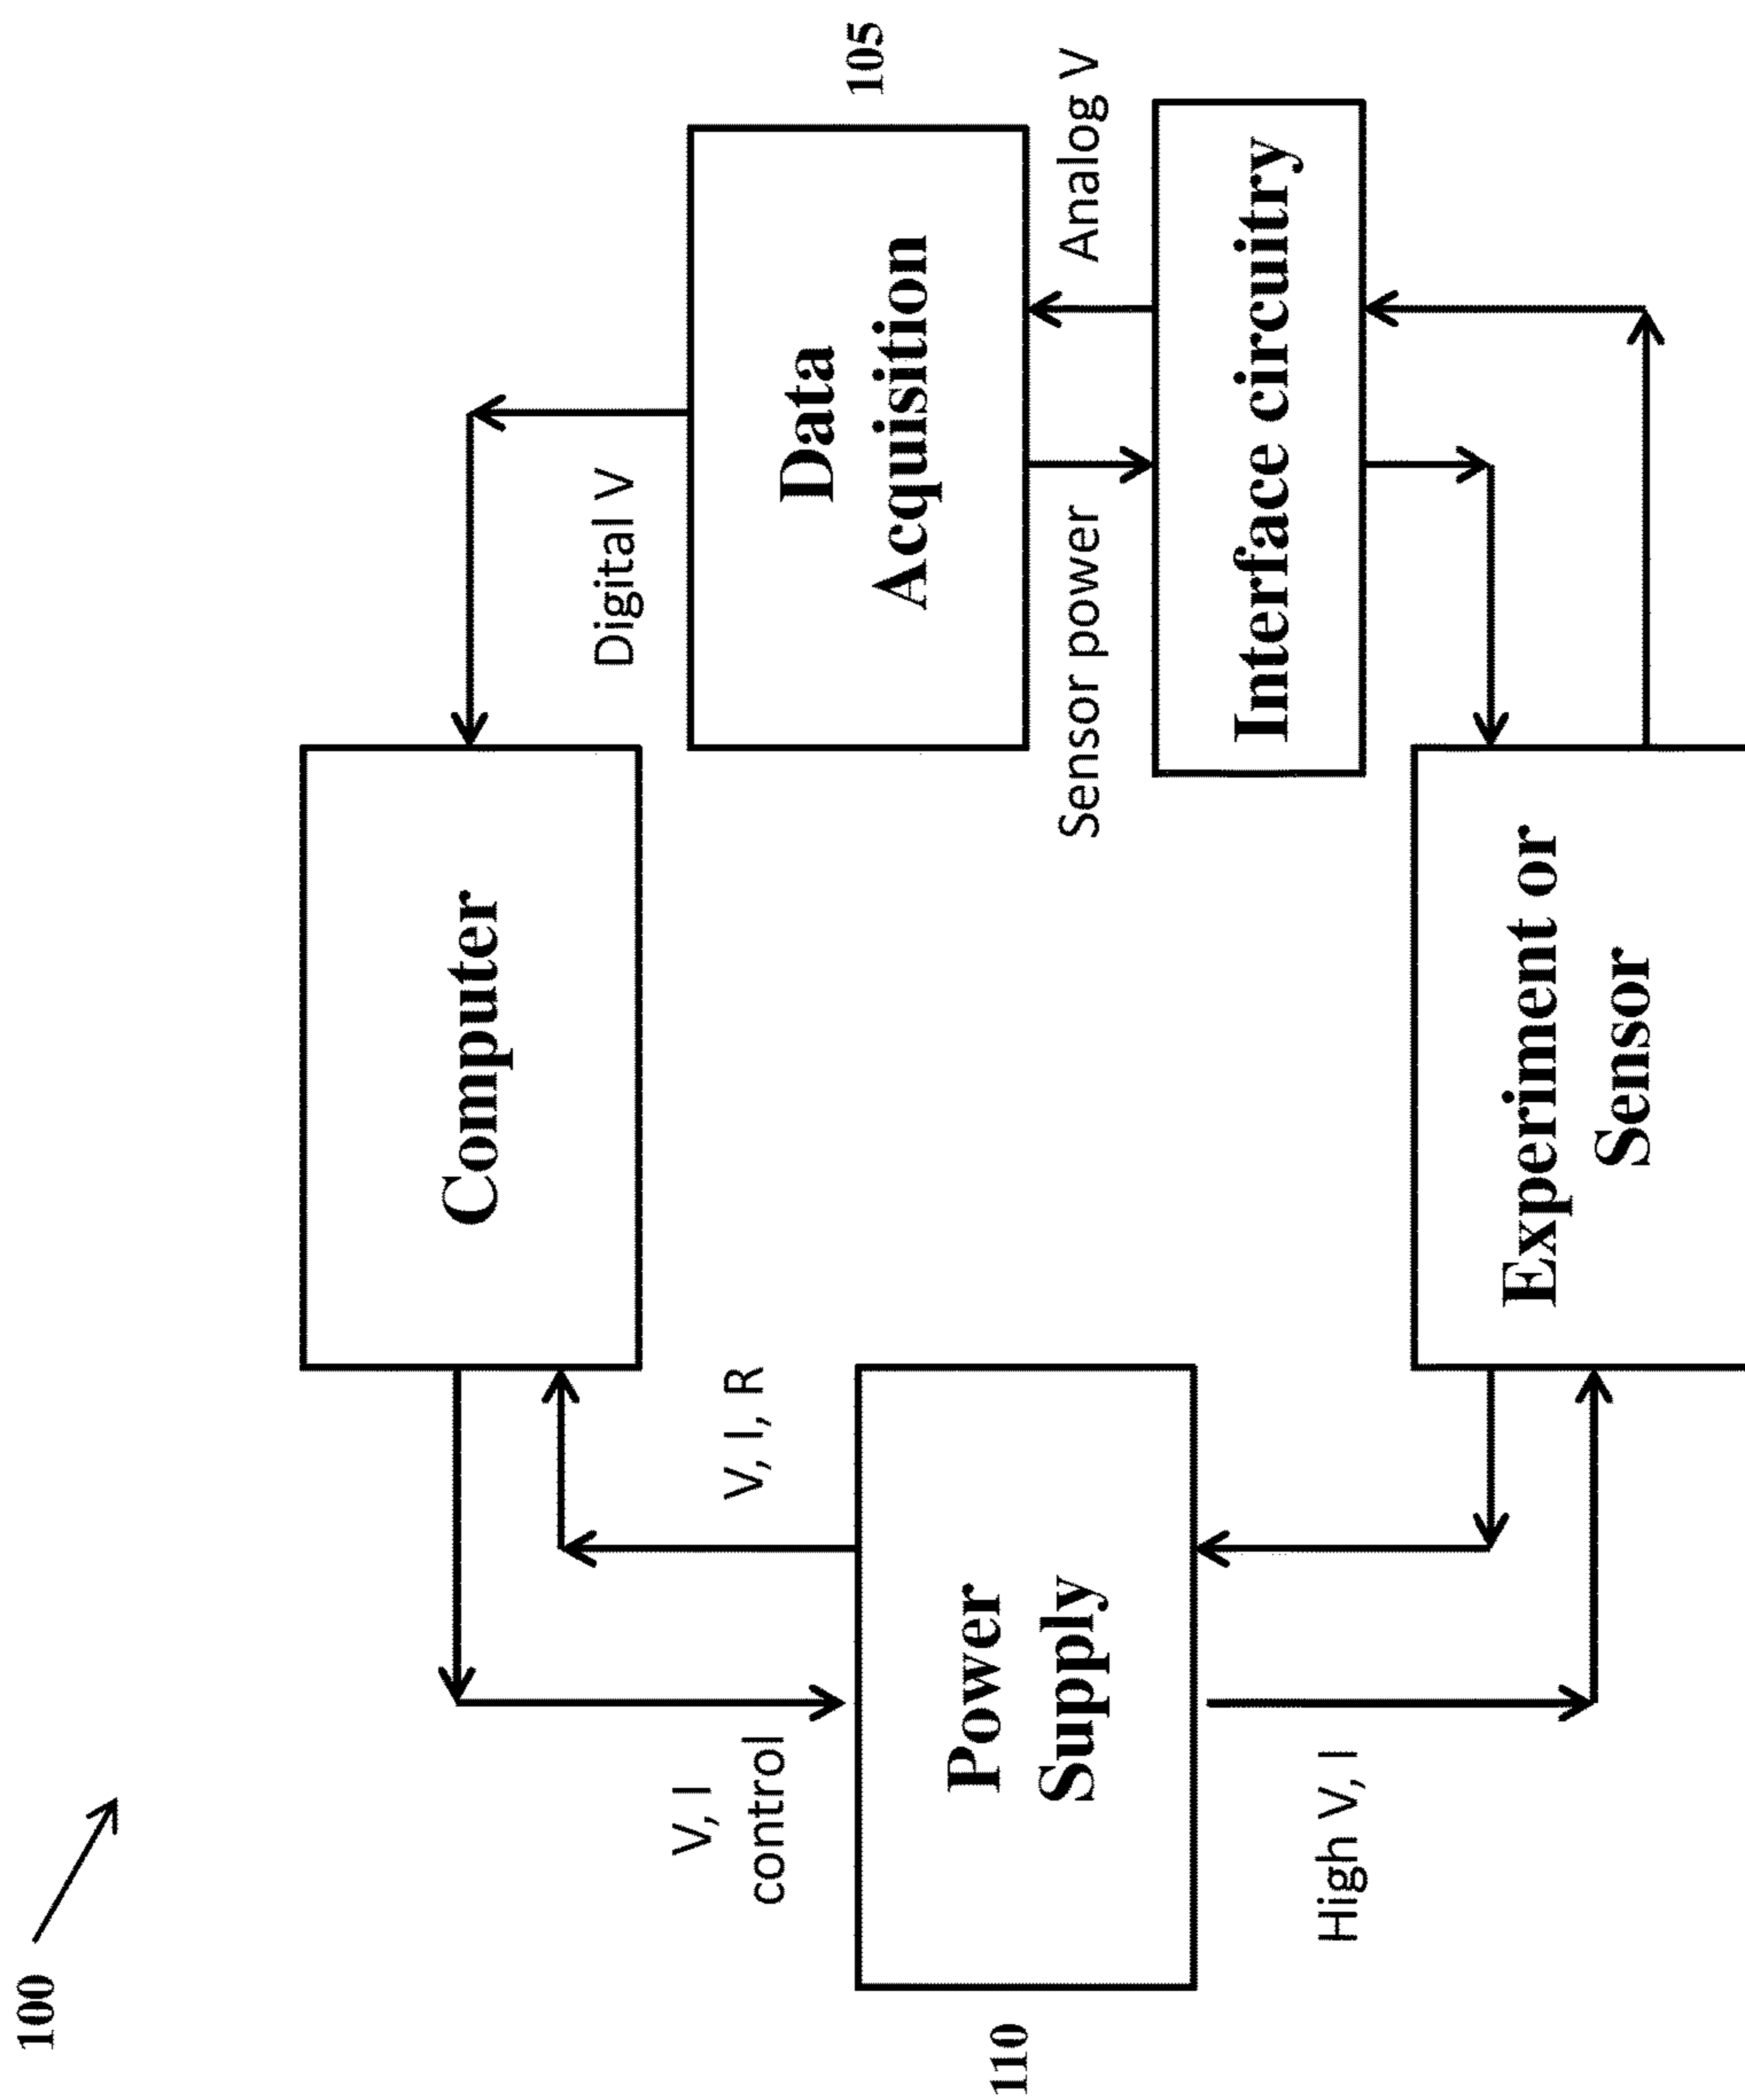 100
Computer
V, I
control
V, I, R
Digital V
105
Data
Acquisition
110
Power
Supply
Sensor power
Analog V
Interface circuitry
High V, I
Experiment or
Sensor